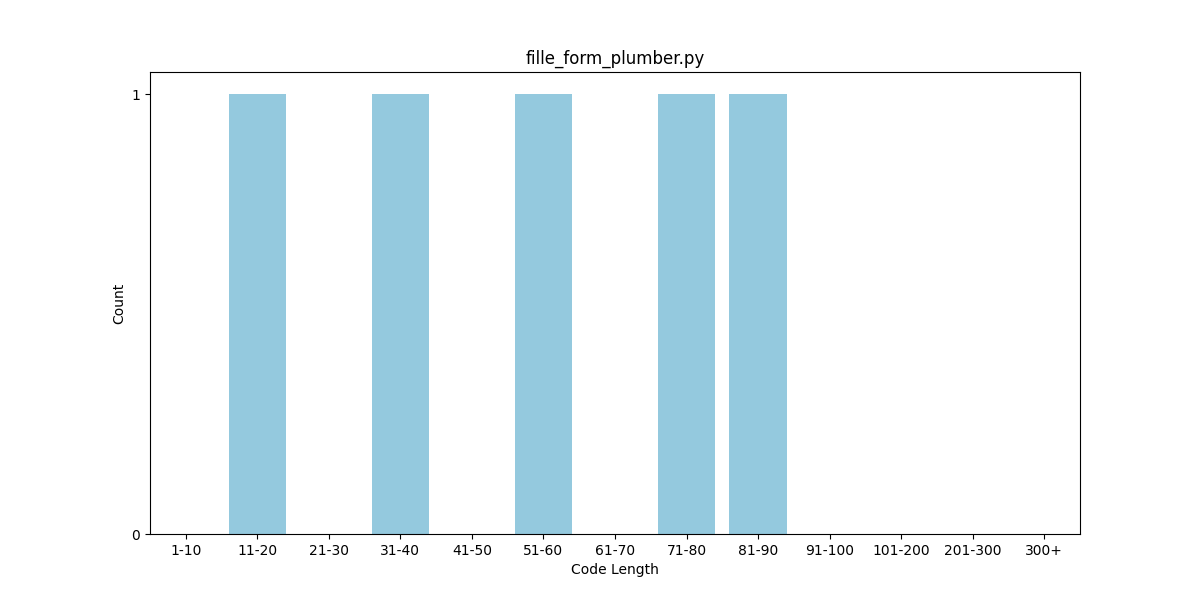 fille_form_plumber.py
1
Count
0
1-10 11-20 21-30 31-40 41-50 51-60 61-70 71-80 81-90 91-100 101-200 201-300 300+
Code Length